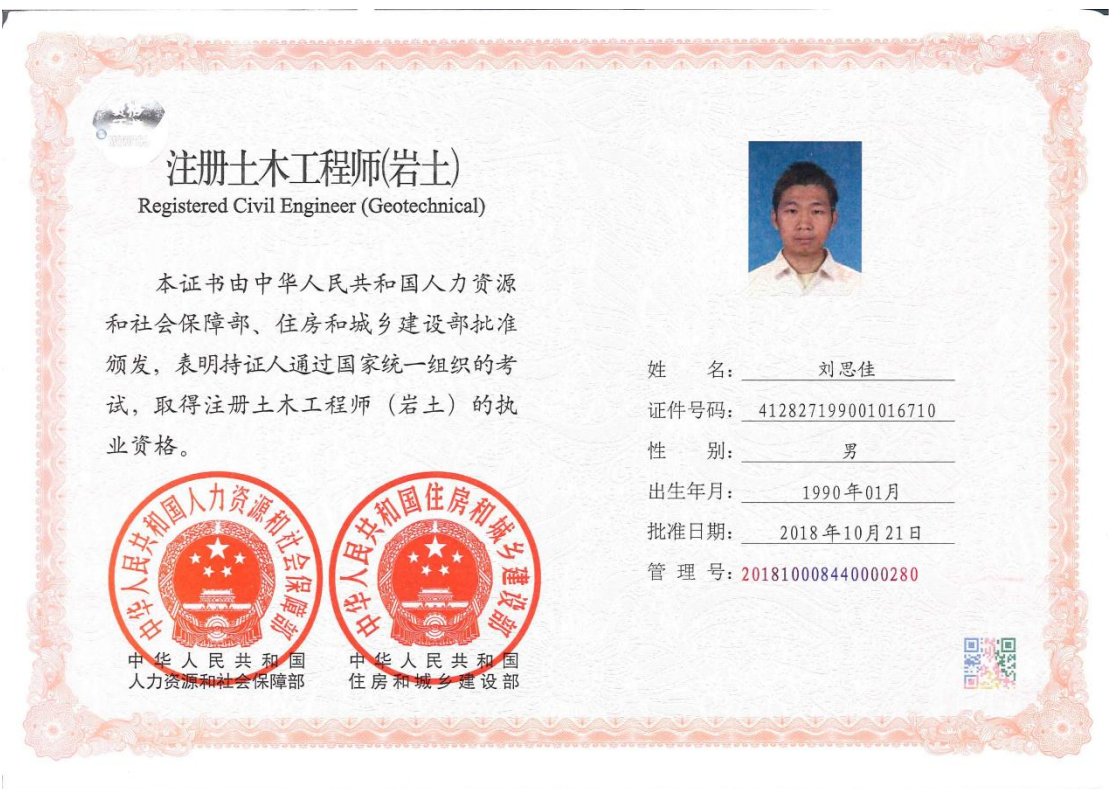 注册土木工程师(岩土)
Registered Civil Engineer (Geotechnical)
本证书由中华人民共和国人力资源
和社会保障部、住房和城乡建设部批准
颁发，表明持证人通过国家统一组织的考
试，取得注册土木工程师（岩土）的执
业资格。
中华人民共和国人力资源和社会保障部
中华人民共和国住房和城乡建设部
中华人民共和国
人力资源和社会保障部
中华人民共和国
住房和城乡建设部
姓 名：刘思佳
证件号码：412827199001016710
性 别：男
出生年月：1990年01月
批准日期：2018年10月21日
管 理 号：201810008440000280